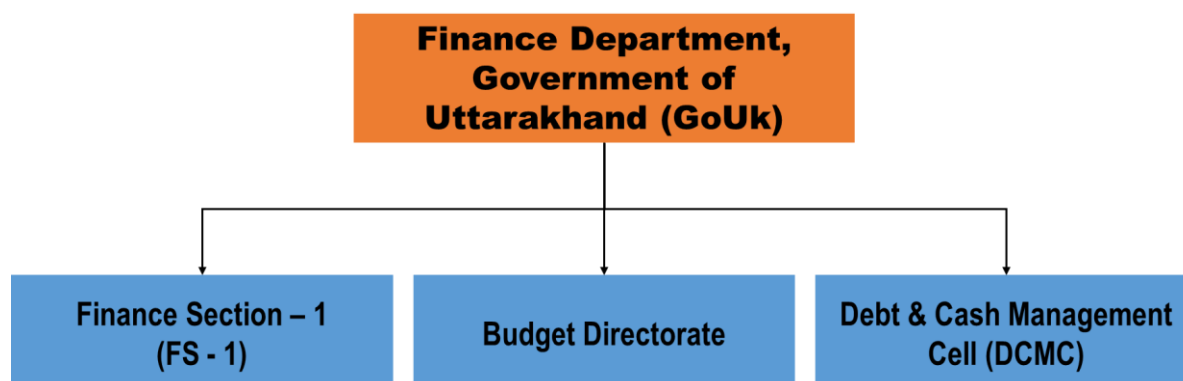 Finance Department,
Government of
Uttarakhand (GoUk)
Finance Section – 1
(FS - 1)
Budget Directorate
Debt & Cash Management
Cell (DCMC)